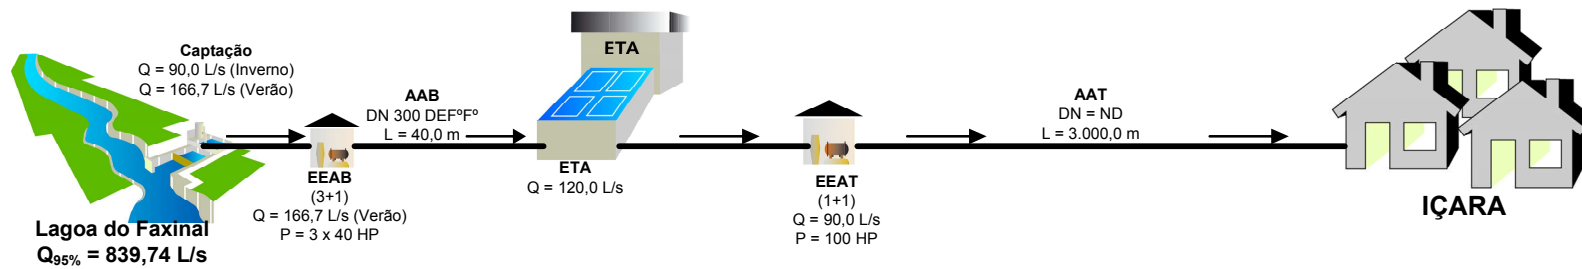 Captação
Q = 90,0 L/s (Inverno)
Q = 166,7 L/s (Verão)
Lagoa do Faxinal
Q95% = 839,74 L/s
EEAB
(3+1)
Q = 166,7 L/s (Verão)
P = 3 x 40 HP
AAB
DN 300 DEFºFº
L = 40,0 m
ETA
ETA
Q = 120,0 L/s
EEAT
(1+1)
Q = 90,0 L/s
P = 100 HP
AAT
DN = ND
L = 3.000,0 m
IÇARA